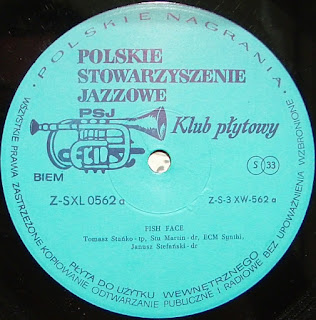 • POLSKIE NAGRANIA •
POLSKIE
STOWARZYSZENIE
JAZZOWE
PSJ
Klub płytowy
BIEM
S 33
Z-SXL 0562 a
Z-S-3 XW-562 a
FISH FACE
Tomasz Stańko - tp, Stu Martin - dr, ECM Synthi,
Janusz Stefański - dr
PŁYTA DO UŻYTKU WEWNĘTRZNEGO
WSZYSTKIE PRAWA ZASTRZEŻONE KOPIOWANIE ODTWARZANIE PUBLICZNE I RADIOWE BEZ UPOWAŻNIENIA WZBRONIONE